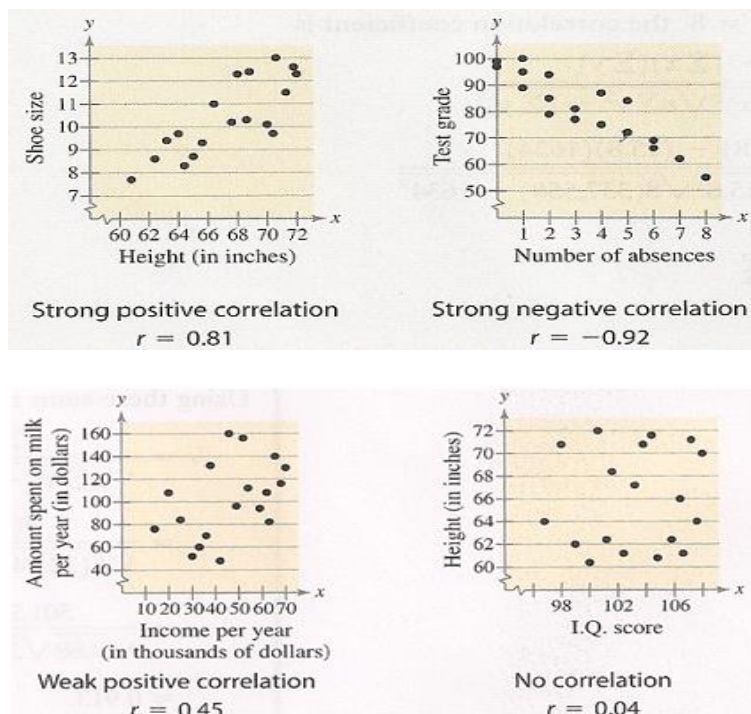 y
13
12
11
10
9
8
7
Shoe size
60 62 64 66 68 70 72
x
Height (in inches)
Strong positive correlation
r = 0.81
y
100
90
80
70
60
50
Test grade
1 2 3 4 5 6 7 8
x
Number of absences
Strong negative correlation
r = −0.92
y
160
140
120
100
80
60
40
Amount spent on milk
per year (in dollars)
10 20 30 40 50 60 70
x
Income per year
(in thousands of dollars)
Weak positive correlation
r = 0.45
y
72
70
68
66
64
62
60
Height (in inches)
98 102 106
x
I.Q. score
No correlation
r = 0.04
Using these same